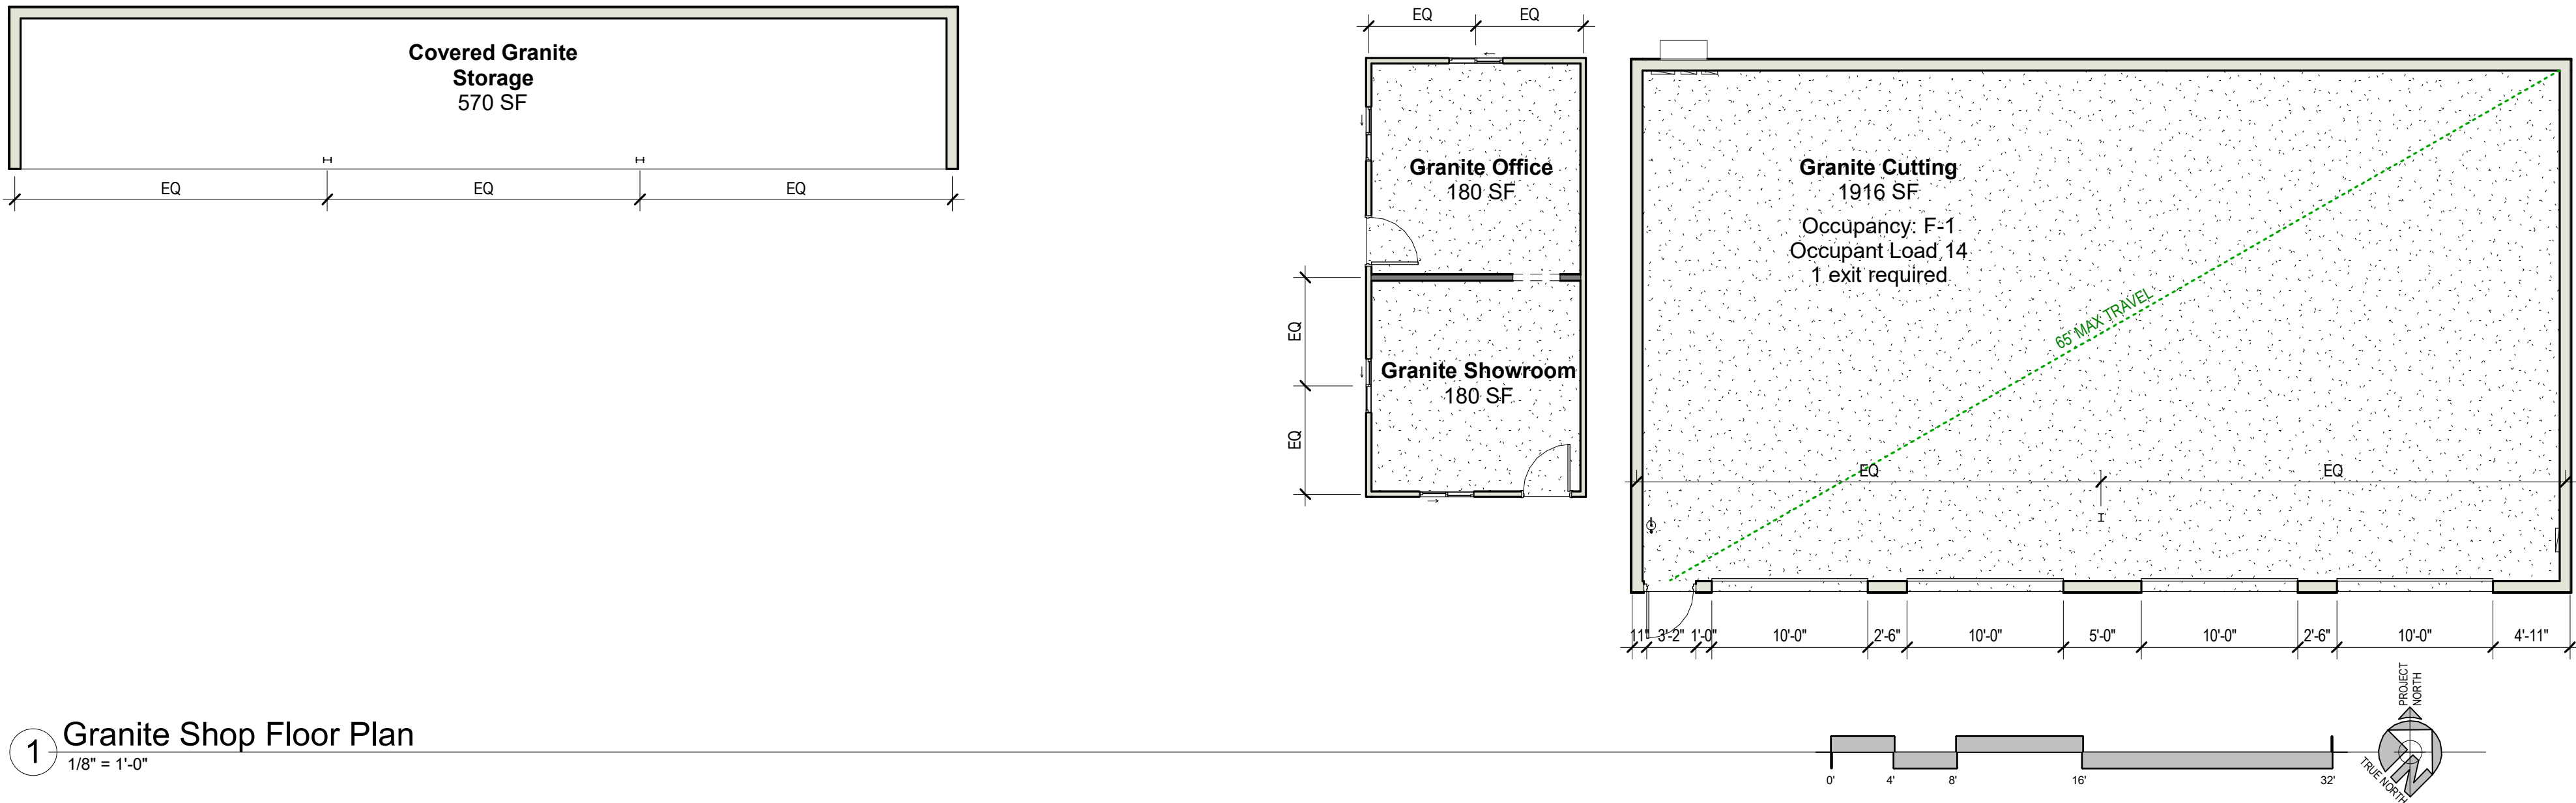 Covered Granite
Storage
570 SF
EQ
EQ
EQ
EQ
EQ
Granite Office
180 SF
EQ
EQ
Granite Showroom
180 SF
Granite Cutting
1916 SF
Occupancy: F-1
Occupant Load 14
1 exit required
65' MAX TRAVEL
EQ
EQ
11"
3'-2"
1'-0"
10'-0"
2'-6"
10'-0"
5'-0"
10'-0"
2'-6"
10'-0"
4'-11"
1
Granite Shop Floor Plan
1/8" = 1'-0"
0'
4'
8'
16'
32'
PROJECT
NORTH
TRUE NORTH
N